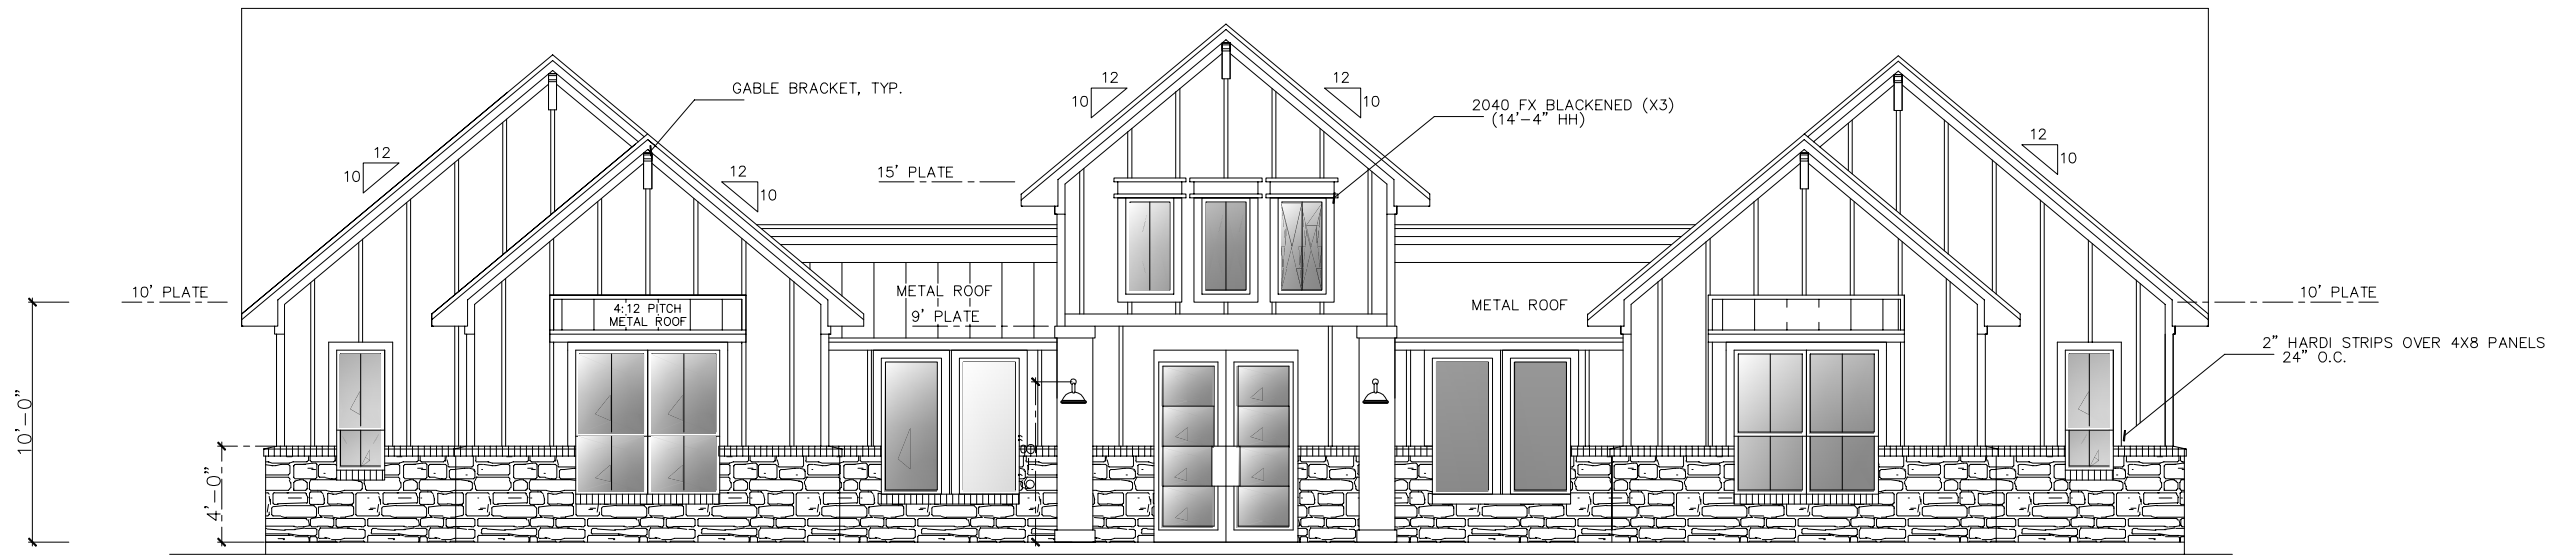 GABLE BRACKET, TYP.
12
10
12
10
2040 FX BLACKENED (X3)
(14'-4" HH)
12
10
12
10
12
10
15' PLATE
10' PLATE
METAL ROOF
4:12 PITCH
METAL ROOF
9' PLATE
METAL ROOF
10' PLATE
2" HARDI STRIPS OVER 4X8 PANELS
24" O.C.
10'-0"
4'-0"